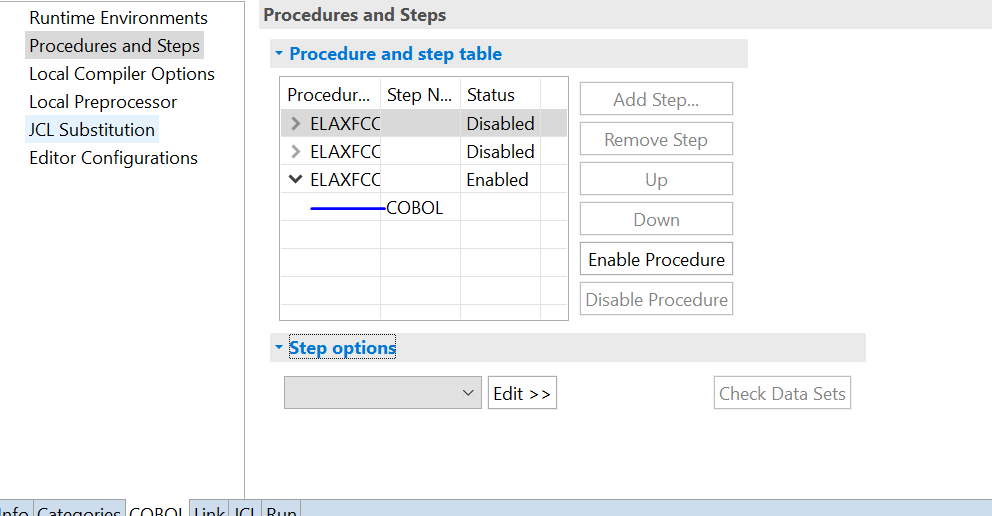 Runtime Environments
Procedures and Steps
Local Compiler Options
Local Preprocessor
JCL Substitution
Editor Configurations
Procedures and Steps
Procedure and step table
Procedur... Step N... Status
ELAXFCC Disabled
ELAXFCC Disabled
ELAXFCC Enabled
COBOL
Add Step...
Remove Step
Up
Down
Enable Procedure
Disable Procedure
Step options
Edit >>
Check Data Sets
Info Categories COBOL Link JCL Run